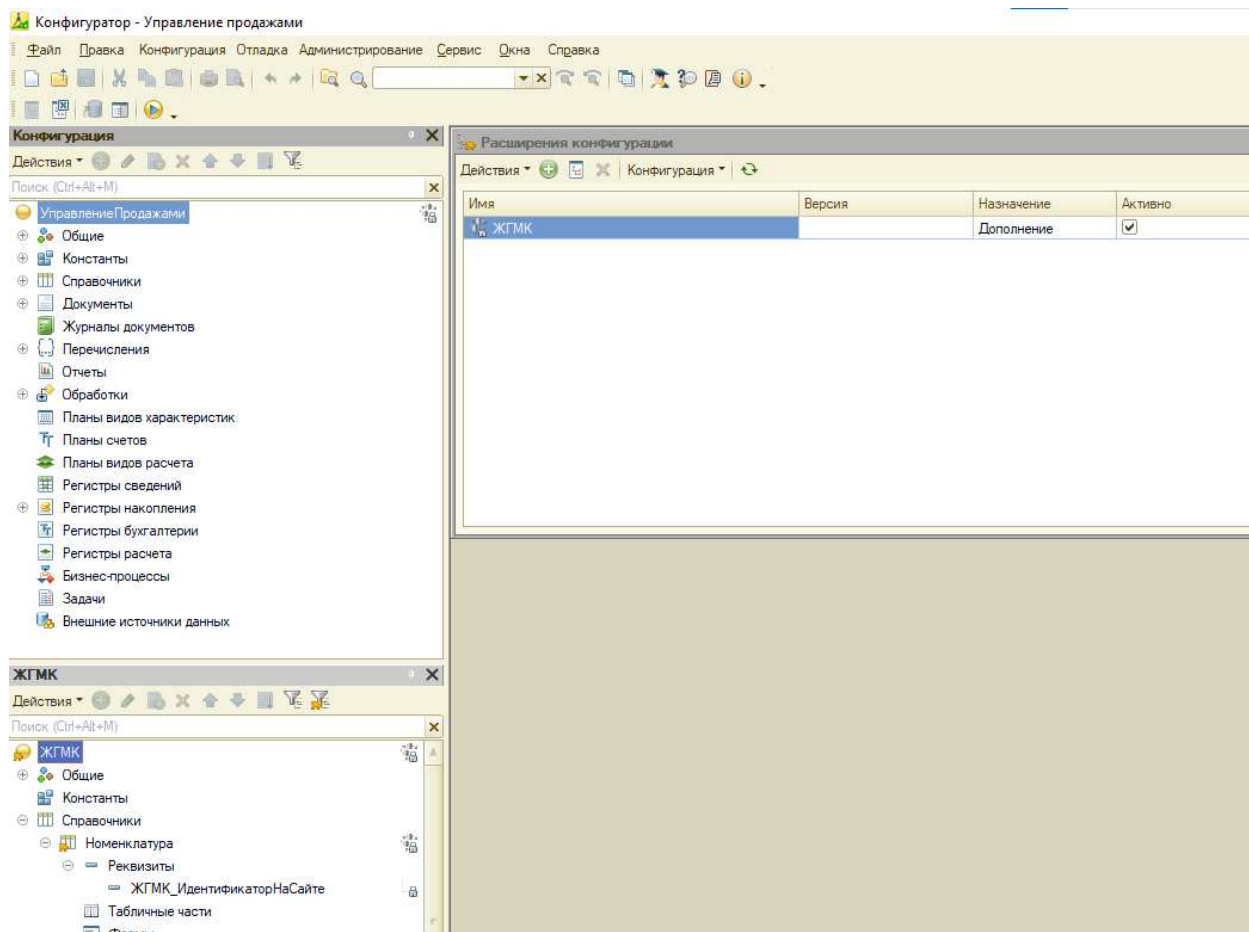 Конфигуратор - Управление продажами
Файл Правка Конфигурация Отладка Администрирование Сервис Окна Справка
Конфигурация
Действия
Поиск (Ctrl+Alt+M)
УправлениеПродажами
Общие
Константы
Справочники
Документы
Журналы документов
Перечисления
Отчеты
Обработки
Планы видов характеристик
Планы счетов
Планы видов расчета
Регистры сведений
Регистры накопления
Регистры бухгалтерии
Регистры расчета
Бизнес-процессы
Задачи
Внешние источники данных
Расширения конфигурации
Действия Конфигурация
Имя Версия Назначение Активно
ЖГМК Дополнение
ЖГМК
Действия
Поиск (Ctrl+Alt+M)
ЖГМК
Общие
Константы
Справочники
Номенклатура
Реквизиты
ЖГМК_ИдентификаторНаСайте
Табличные части